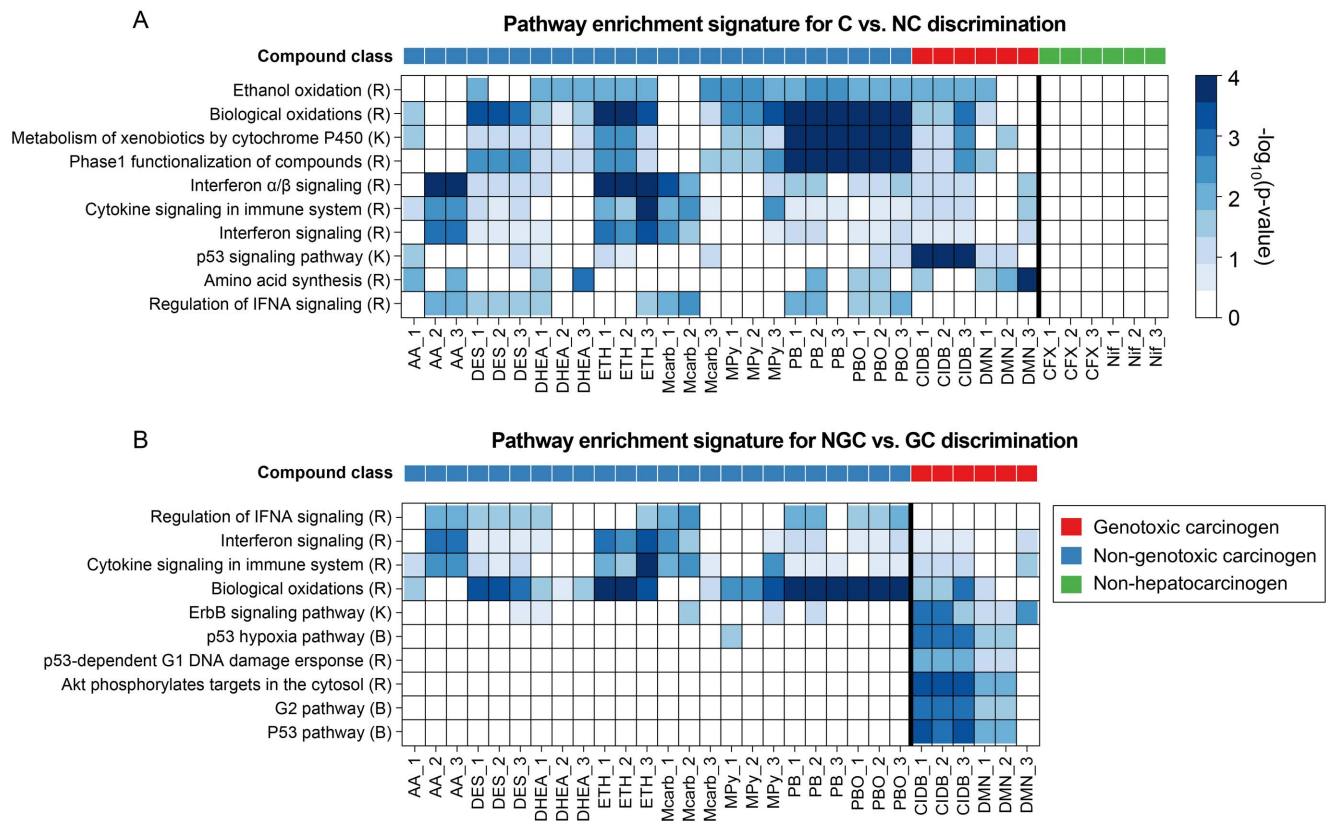 A
Pathway enrichment signature for C vs. NC discrimination
Compound class
Ethanol oxidation (R)
Biological oxidations (R)
Metabolism of xenobiotics by cytochrome P450 (K)
Phase1 functionalization of compounds (R)
Interferon α/β signaling (R)
Cytokine signaling in immune system (R)
Interferon signaling (R)
p53 signaling pathway (K)
Amino acid synthesis (R)
Regulation of IFNA signaling (R)
4
3
2
1
0
-log10(p-value)
AA_1
AA_2
AA_3
DES_1
DES_2
DES_3
DHEA_1
DHEA_2
DHEA_3
ETH_1
ETH_2
ETH_3
Mcarb_1
Mcarb_2
Mcarb_3
MPy_1
MPy_2
MPy_3
PB_1
PB_2
PB_3
PBO_1
PBO_2
PBO_3
CIDB_1
CIDB_2
CIDB_3
DMN_1
DMN_2
DMN_3
CFX_1
CFX_2
CFX_3
Nif_1
Nif_2
Nif_3
B
Pathway enrichment signature for NGC vs. GC discrimination
Compound class
Regulation of IFNA signaling (R)
Interferon signaling (R)
Cytokine signaling in immune system (R)
Biological oxidations (R)
ErbB signaling pathway (K)
p53 hypoxia pathway (B)
p53-dependent G1 DNA damage ersponse (R)
Akt phosphorylates targets in the cytosol (R)
G2 pathway (B)
P53 pathway (B)
AA_1
AA_2
AA_3
DES_1
DES_2
DES_3
DHEA_1
DHEA_2
DHEA_3
ETH_1
ETH_2
ETH_3
Mcarb_1
Mcarb_2
Mcarb_3
MPy_1
MPy_2
MPy_3
PB_1
PB_2
PB_3
PBO_1
PBO_2
PBO_3
CIDB_1
CIDB_2
CIDB_3
DMN_1
DMN_2
DMN_3
Genotoxic carcinogen
Non-genotoxic carcinogen
Non-hepatocarcinogen